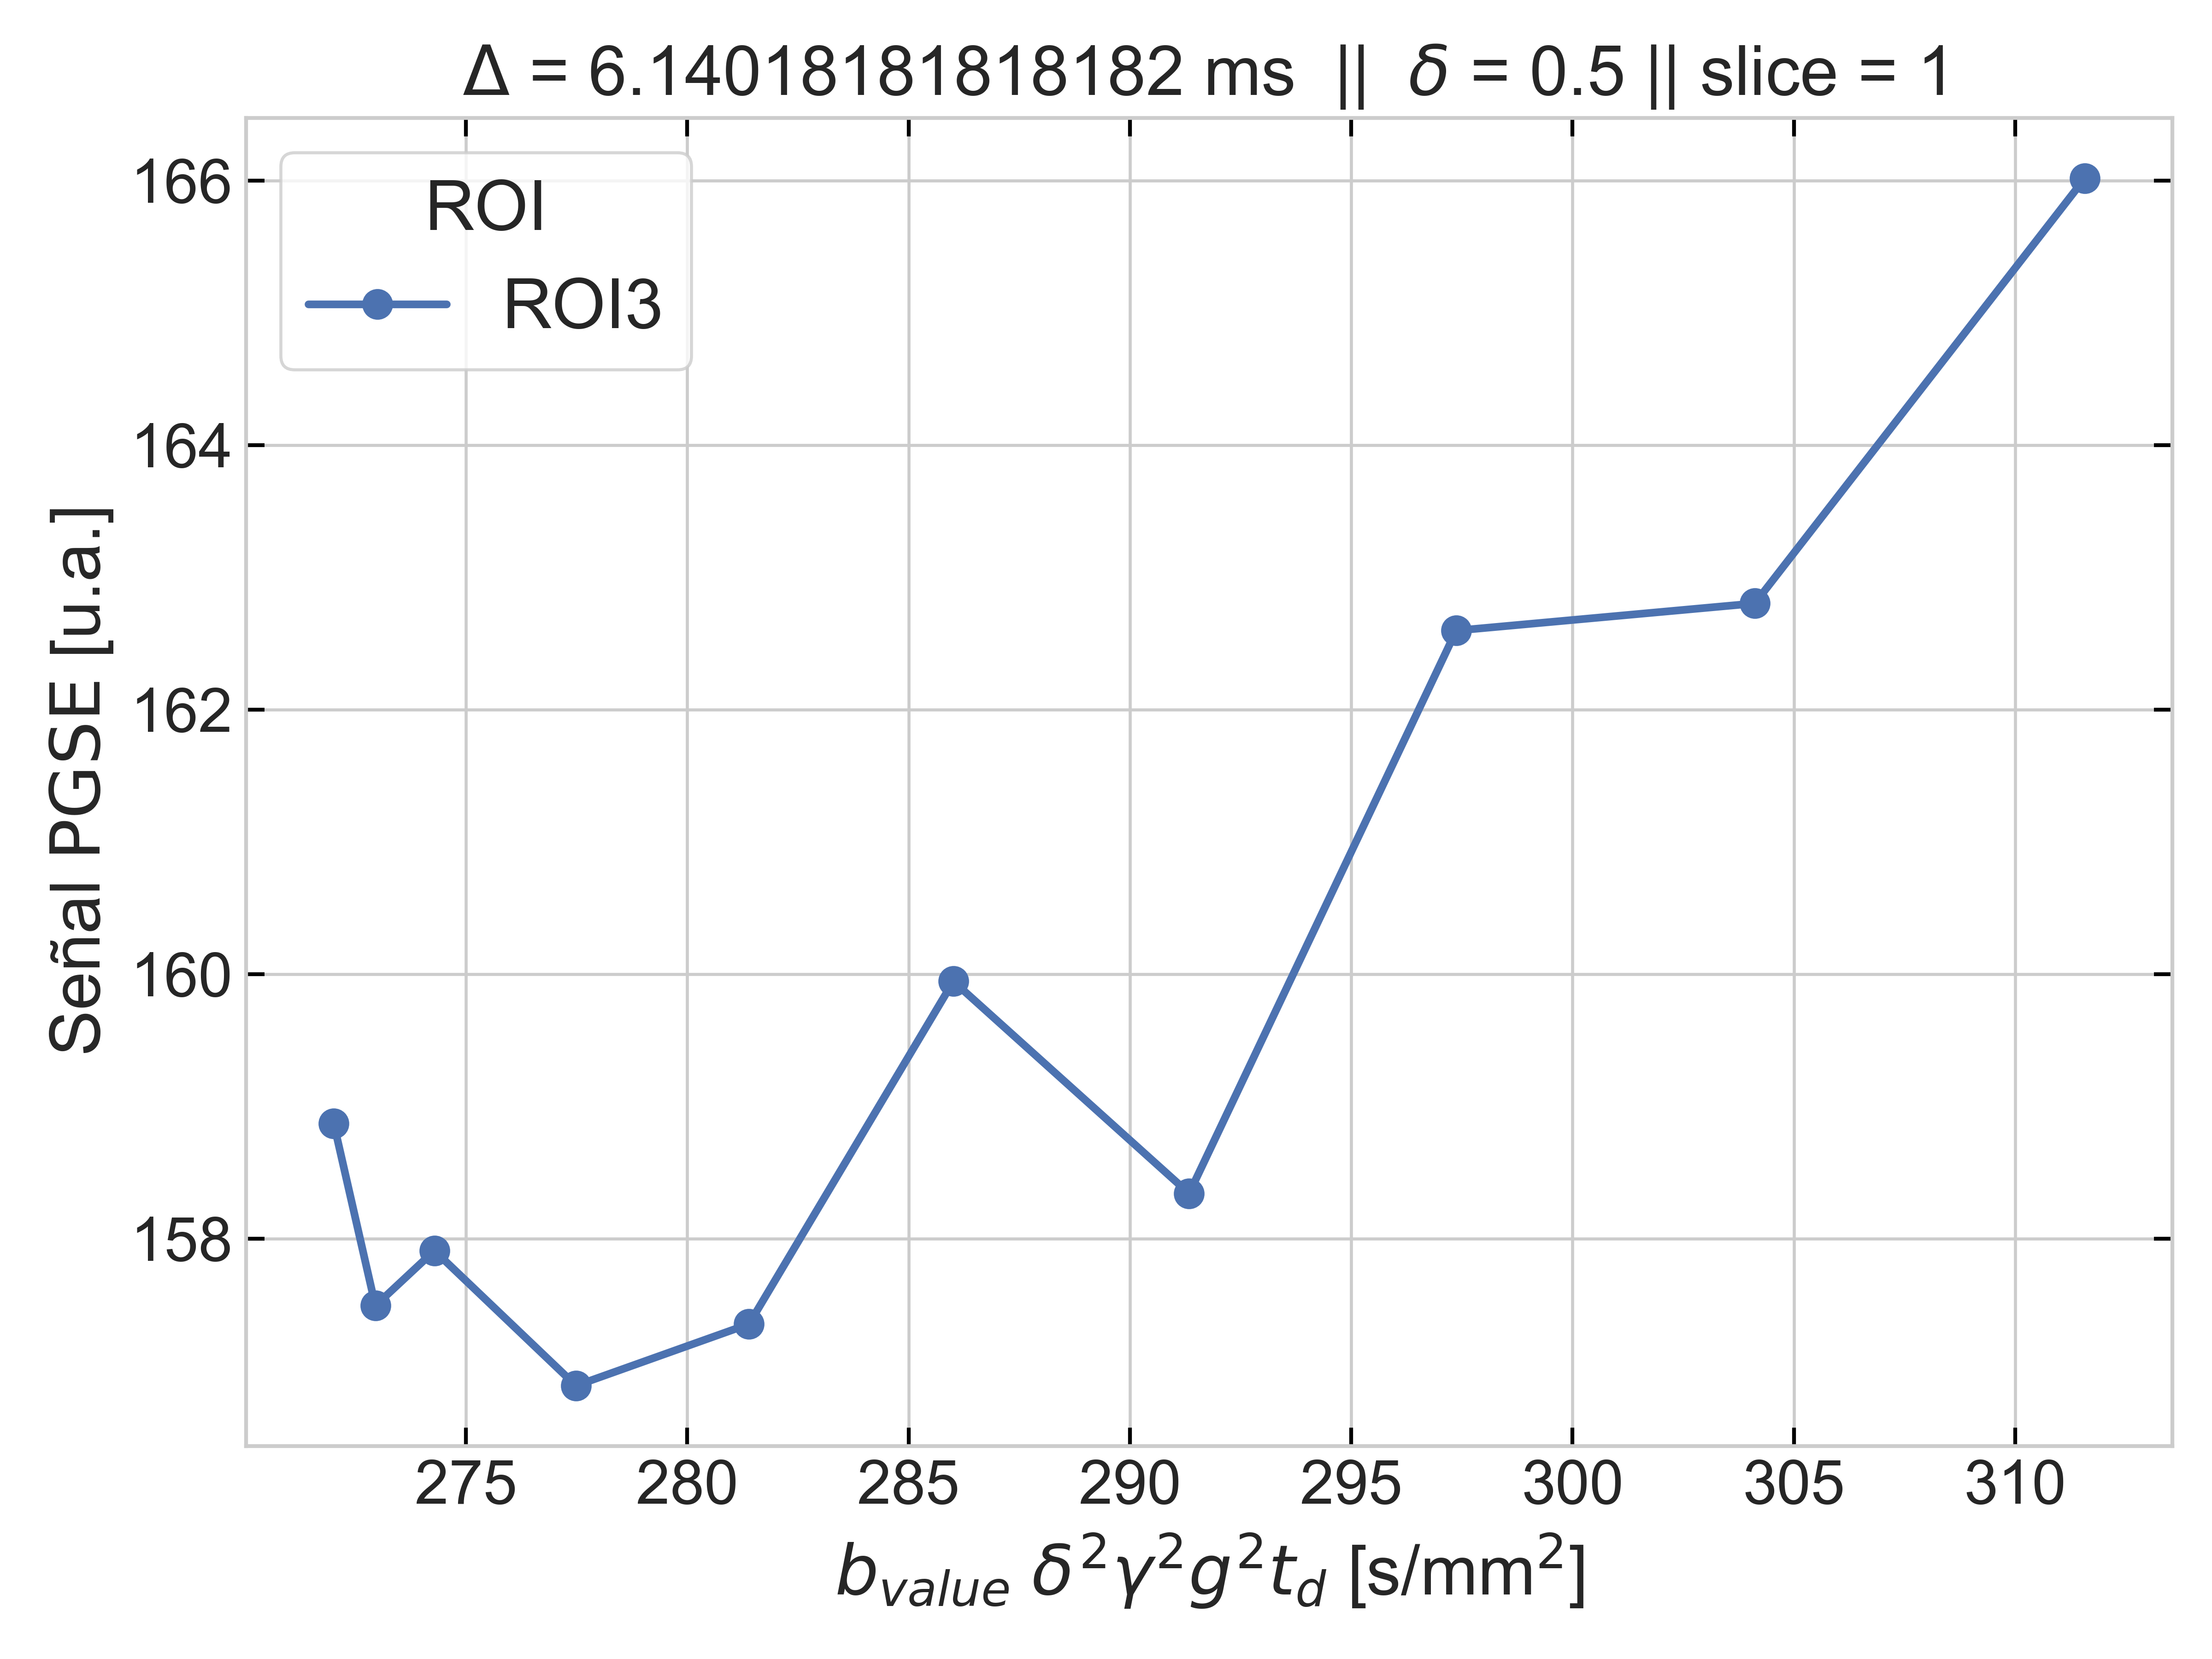 Δ = 6.140181818181818182 ms || δ = 0.5 || slice = 1
ROI
ROI3
Señal PGSE [u.a.]
166
164
162
160
158
275 280 285 290 295 300 305 310
b_value δ²γ²g²t_d [s/mm²]